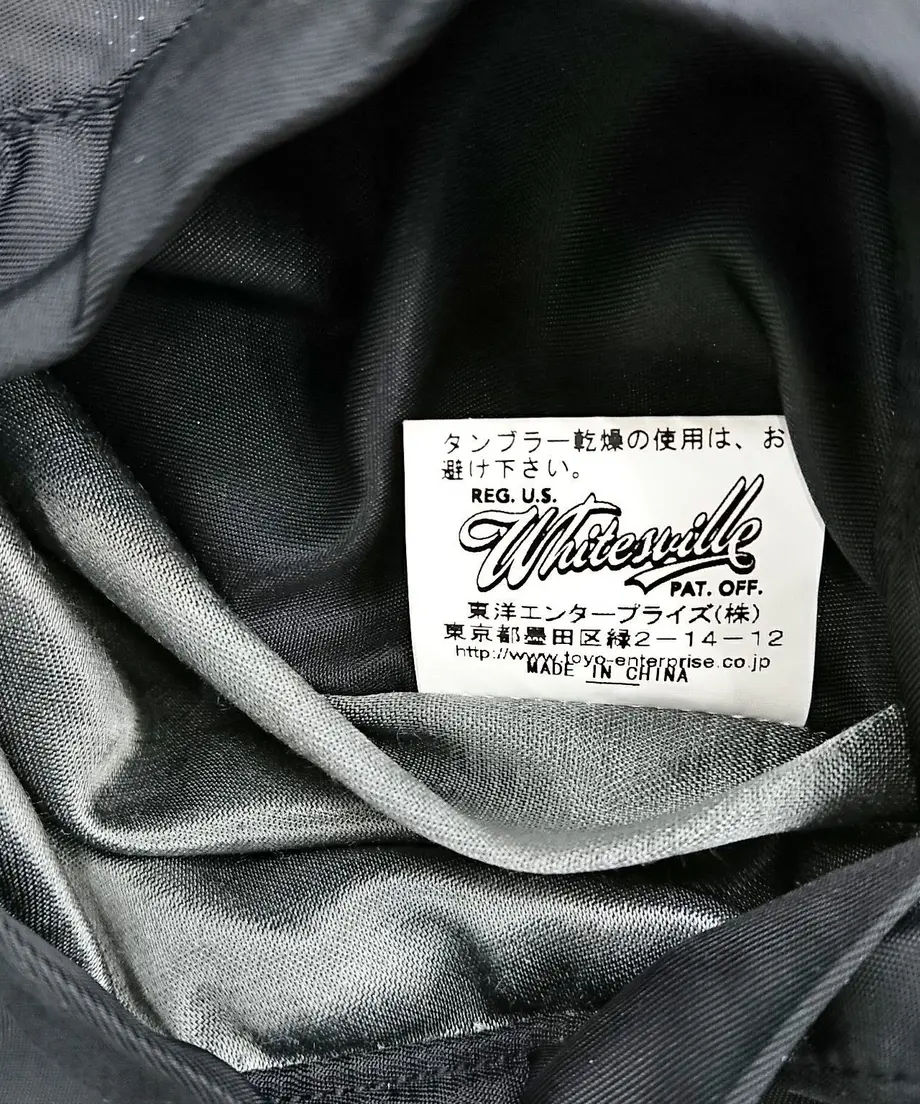 タンブラー乾燥の使用は、お
避け下さい。
REG. U.S.
Whitesville
PAT. OFF.
東洋エンタープライズ(株)
東京都墨田区緑2-14-12
http://www.toyo-enterprise.co.jp
MADE IN CHINA